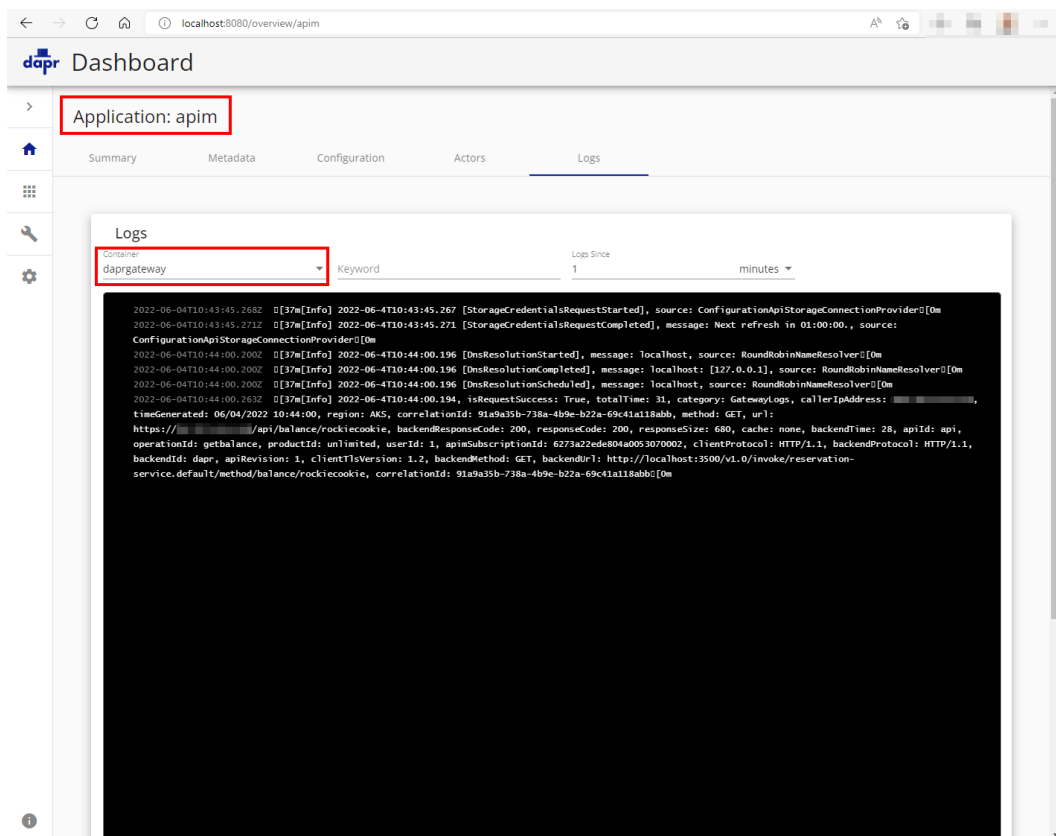 localhost:8080/overview/apim
dapr Dashboard
Application: apim
Summary Metadata Configuration Actors Logs
Logs
Container Logs Since
daprgateway Keyword 1 minutes
2022-06-04T10:43:45.268Z ▯[37m[Info] 2022-06-4T10:43:45.267 [StorageCredentialsRequestStarted], source: ConfigurationApiStorageConnectionProvider▯[0m
2022-06-04T10:43:45.271Z ▯[37m[Info] 2022-06-4T10:43:45.271 [StorageCredentialsRequestCompleted], message: Next refresh in 01:00:00., source:
ConfigurationApiStorageConnectionProvider▯[0m
2022-06-04T10:44:00.200Z ▯[37m[Info] 2022-06-4T10:44:00.196 [DnsResolutionStarted], message: localhost, source: RoundRobinNameResolver▯[0m
2022-06-04T10:44:00.200Z ▯[37m[Info] 2022-06-4T10:44:00.196 [DnsResolutionCompleted], message: localhost: [127.0.0.1], source: RoundRobinNameResolver▯[0m
2022-06-04T10:44:00.200Z ▯[37m[Info] 2022-06-4T10:44:00.196 [DnsResolutionScheduled], message: localhost, source: RoundRobinNameResolver▯[0m
2022-06-04T10:44:00.263Z ▯[37m[Info] 2022-06-4T10:44:00.194, isRequestSuccess: True, totalTime: 31, category: GatewayLogs, callerIpAddress: ,
timeGenerated: 06/04/2022 10:44:00, region: AKS, correlationId: 91a9a35b-738a-4b9e-b22a-69c41a118abb, method: GET, url:
https:// /api/balance/rockiecookie, backendResponseCode: 200, responseCode: 200, responseSize: 680, cache: none, backendTime: 28, apiId: api,
operationId: getbalance, productId: unlimited, userId: 1, apimSubscriptionId: 6273a22ede804a0053070002, clientProtocol: HTTP/1.1, backendProtocol: HTTP/1.1,
backendId: dapr, apiRevision: 1, clientTlsVersion: 1.2, backendMethod: GET, backendUrl: http://localhost:3500/v1.0/invoke/reservation-
service.default/method/balance/rockiecookie, correlationId: 91a9a35b-738a-4b9e-b22a-69c41a118abb▯[0m